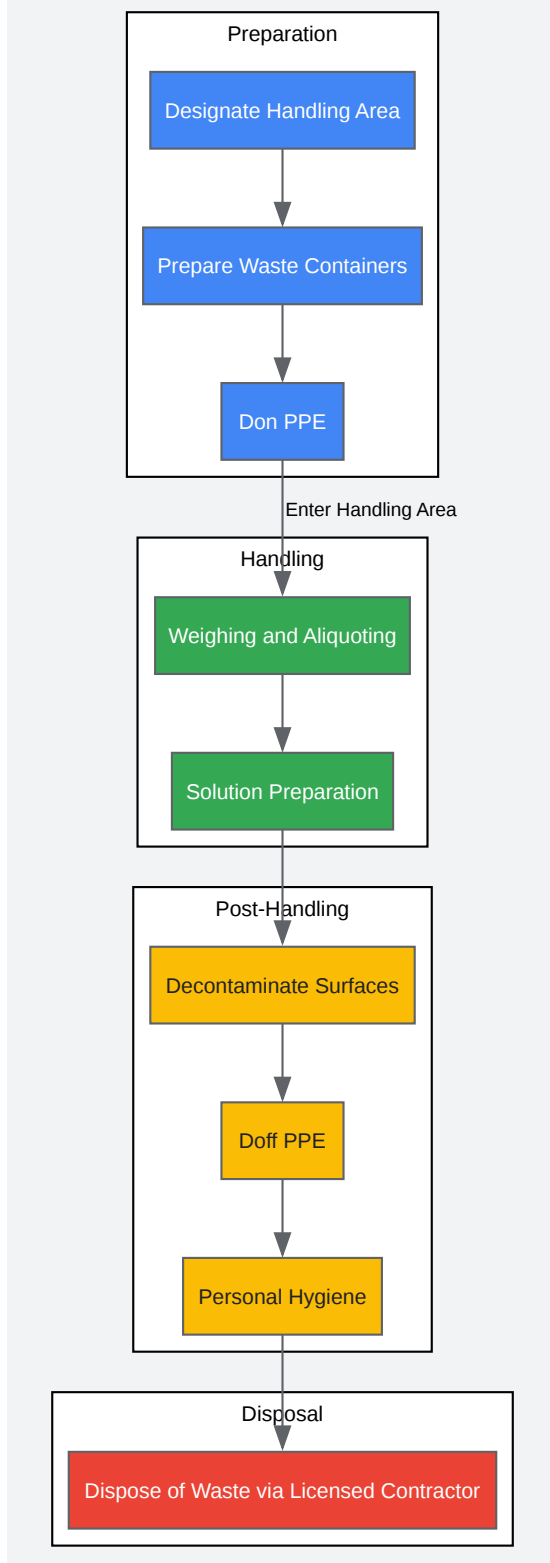 Preparation
Designate Handling Area
Prepare Waste Containers
Don PPE
Enter Handling Area
Handling
Weighing and Aliquoting
Solution Preparation
Post-Handling
Decontaminate Surfaces
Doff PPE
Personal Hygiene
Disposal
Dispose of Waste via Licensed Contractor